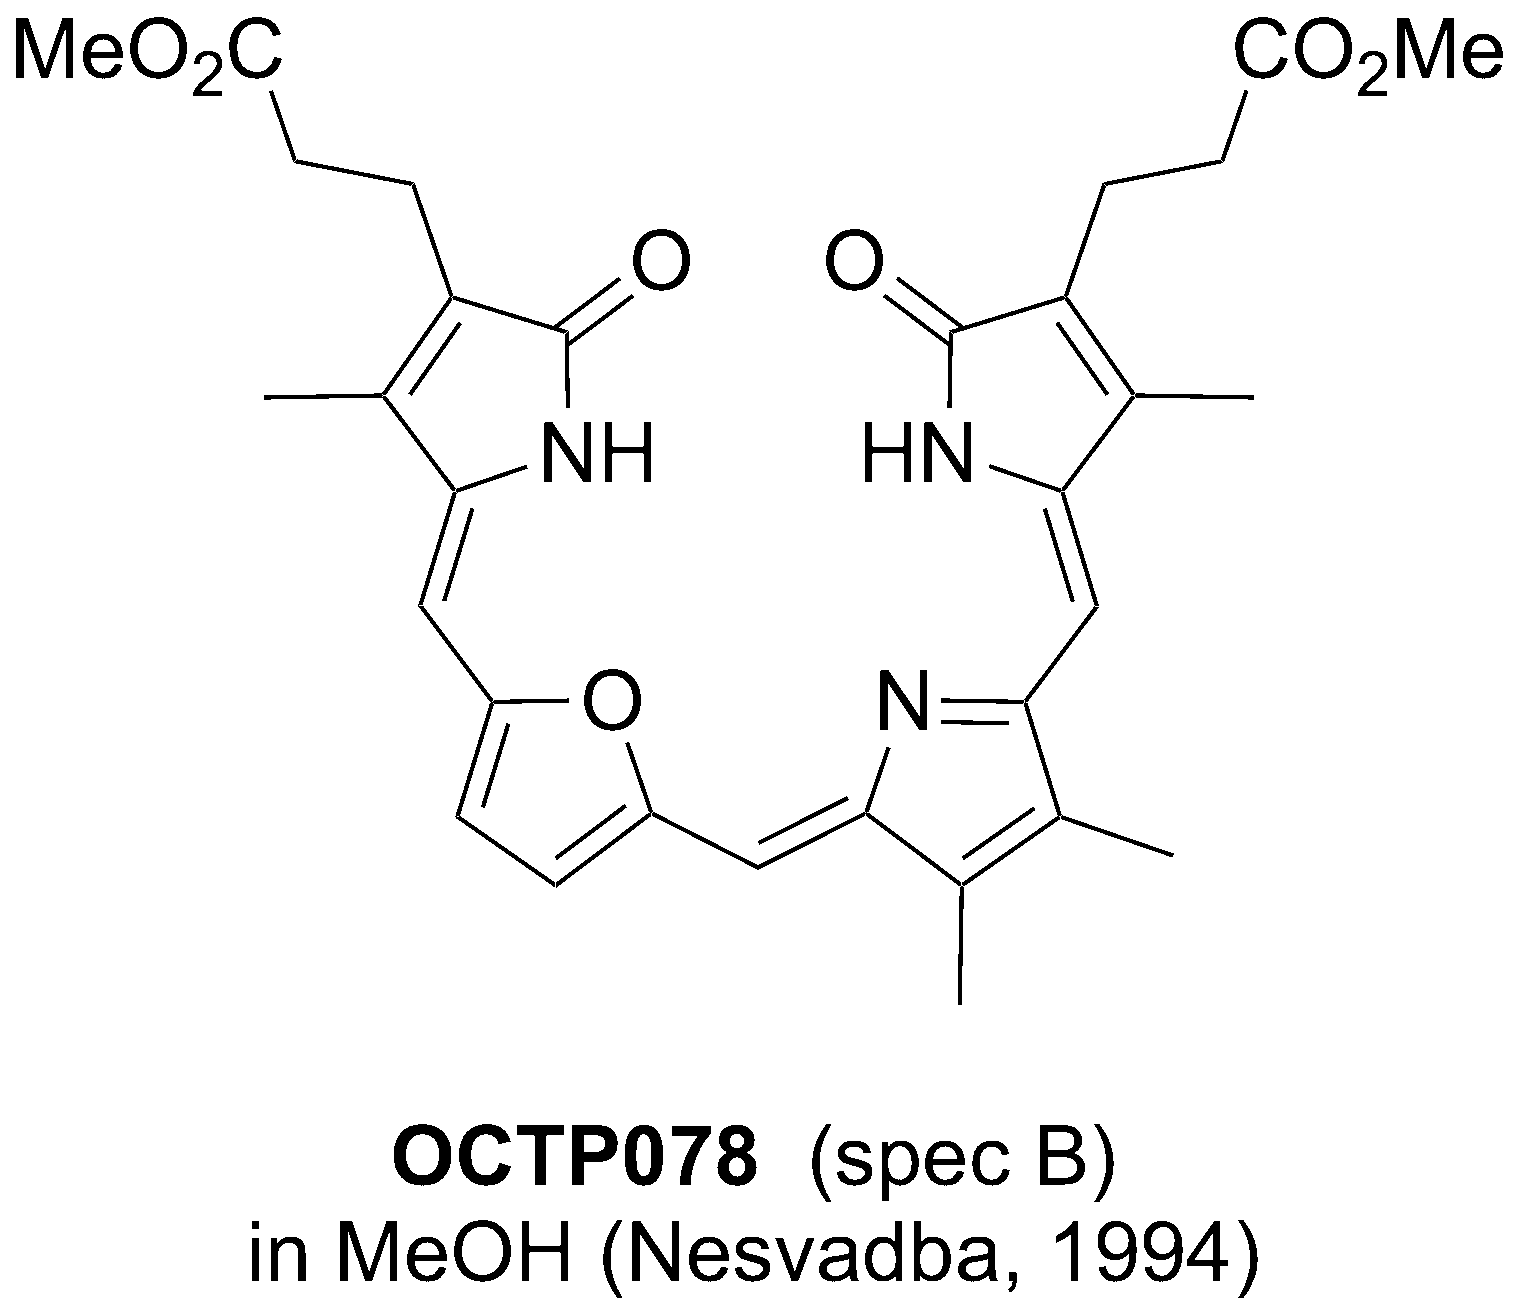 MeO2C CO2Me
O O
NH HN
O N
OCTP078 (spec B)
in MeOH (Nesvadba, 1994)